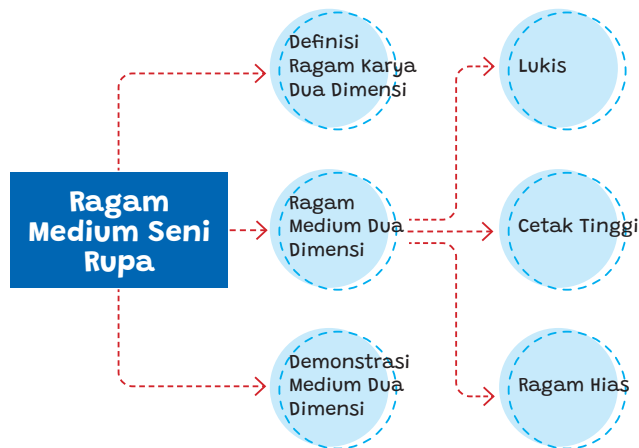 Ragam
Medium Seni
Rupa
Definisi
Ragam Karya
Dua Dimensi
Ragam
Medium Dua
Dimensi
Demonstrasi
Medium Dua
Dimensi
Lukis
Cetak Tinggi
Ragam Hias